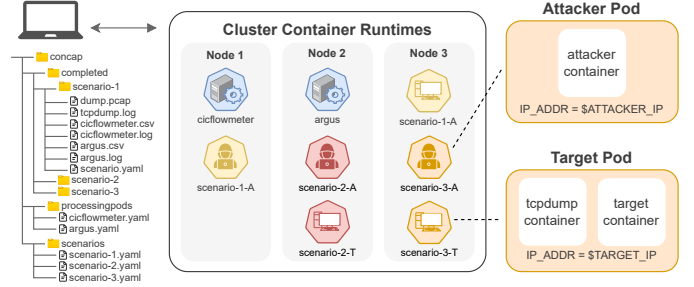 concap
completed
scenario-1
dump.pcap
tcpdump.log
cicflowmeter.csv
cicflowmeter.log
argus.csv
argus.log
scenario.yaml
scenario-2
scenario-3
processingpods
cicflowmeter.yaml
argus.yaml
scenarios
scenario-1.yaml
scenario-2.yaml
scenario-3.yaml
Cluster Container Runtimes
Node 1
cicflowmeter
scenario-1-A
Node 2
argus
scenario-2-A
scenario-2-T
Node 3
scenario-1-A
scenario-3-A
scenario-3-T
Attacker Pod
attacker
container
IP_ADDR = $ATTACKER_IP
Target Pod
tcpdump
container
target
container
IP_ADDR = $TARGET_IP